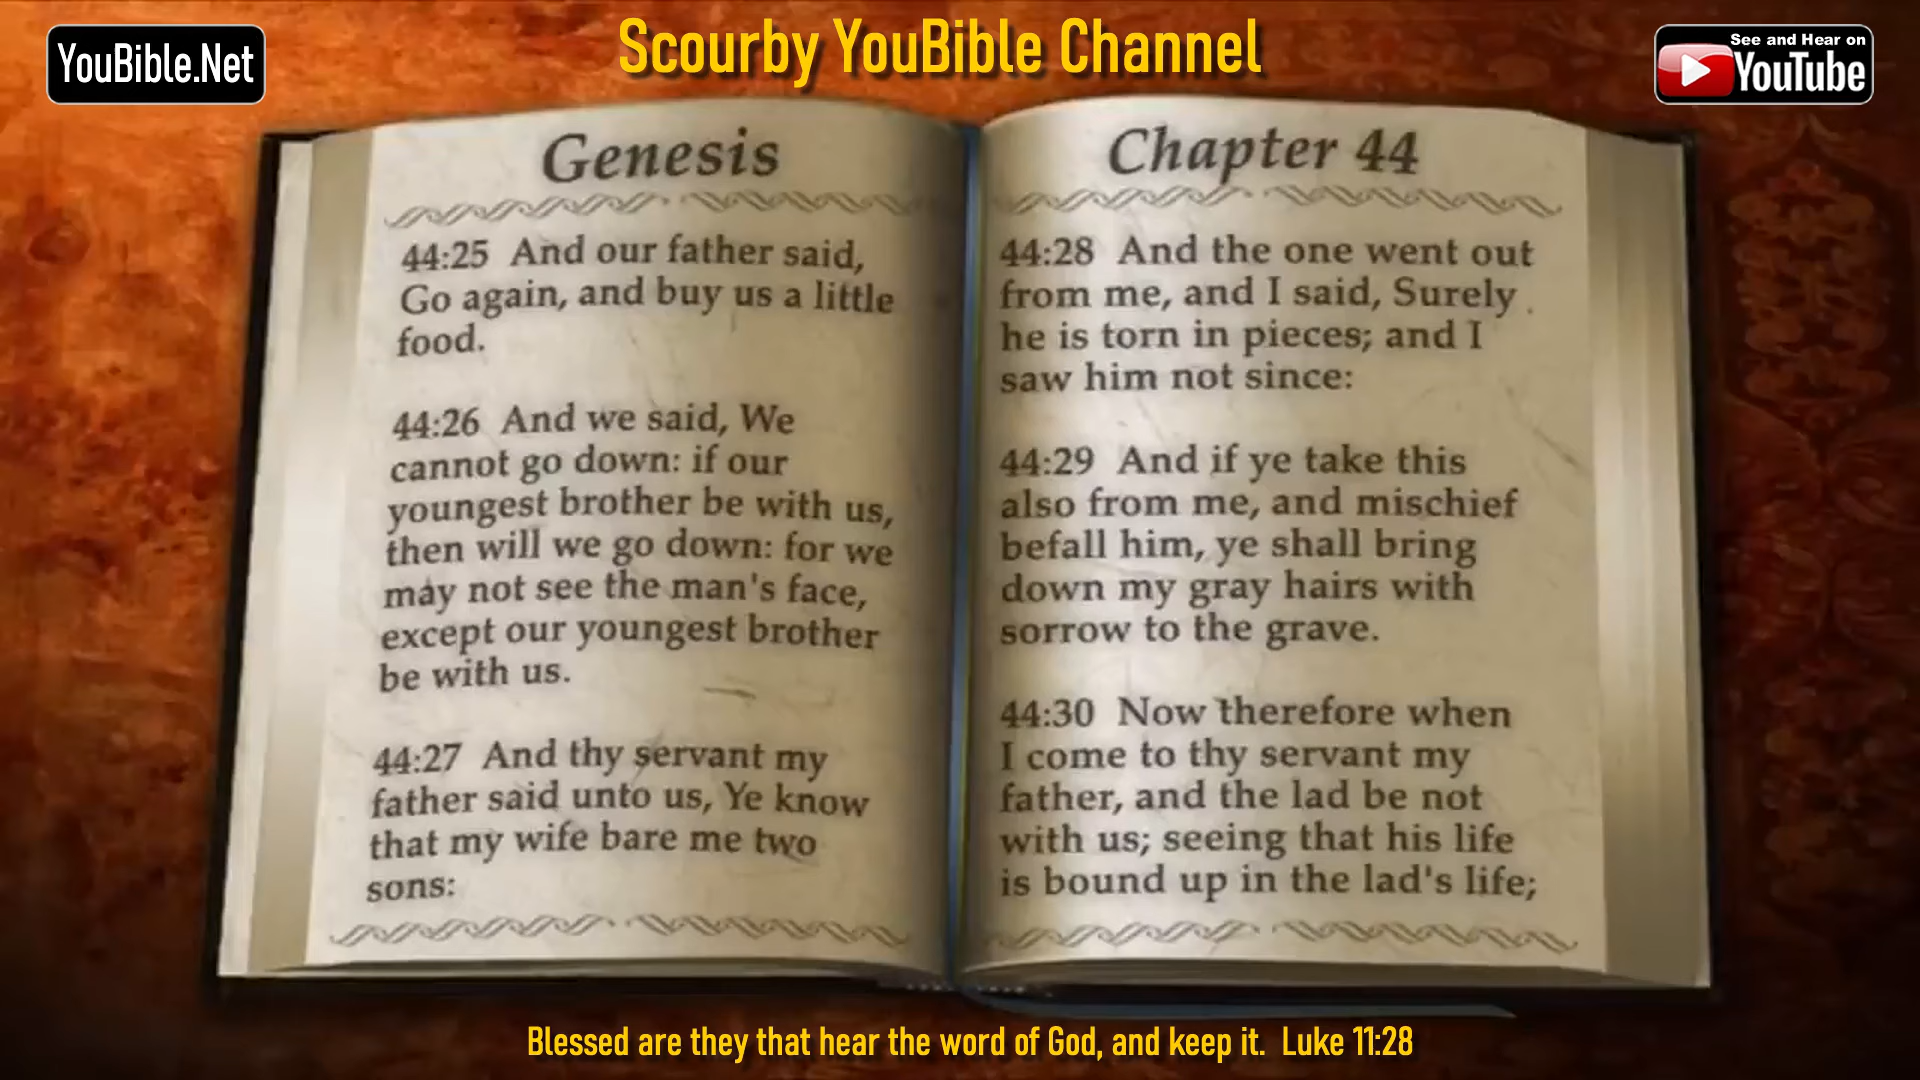 YouBible.Net
Scourby YouBible Channel
See and Hear on
YouTube
Genesis
44:25 And our father said,
Go again, and buy us a little
food.
44:26 And we said, We
cannot go down: if our
youngest brother be with us,
then will we go down: for we
may not see the man's face,
except our youngest brother
be with us.
44:27 And thy servant my
father said unto us, Ye know
that my wife bare me two
sons:
Chapter 44
44:28 And the one went out
from me, and I said, Surely
he is torn in pieces; and I
saw him not since:
44:29 And if ye take this
also from me, and mischief
befall him, ye shall bring
down my gray hairs with
sorrow to the grave.
44:30 Now therefore when
I come to thy servant my
father, and the lad be not
with us; seeing that his life
is bound up in the lad's life;
Blessed are they that hear the word of God, and keep it. Luke 11:28